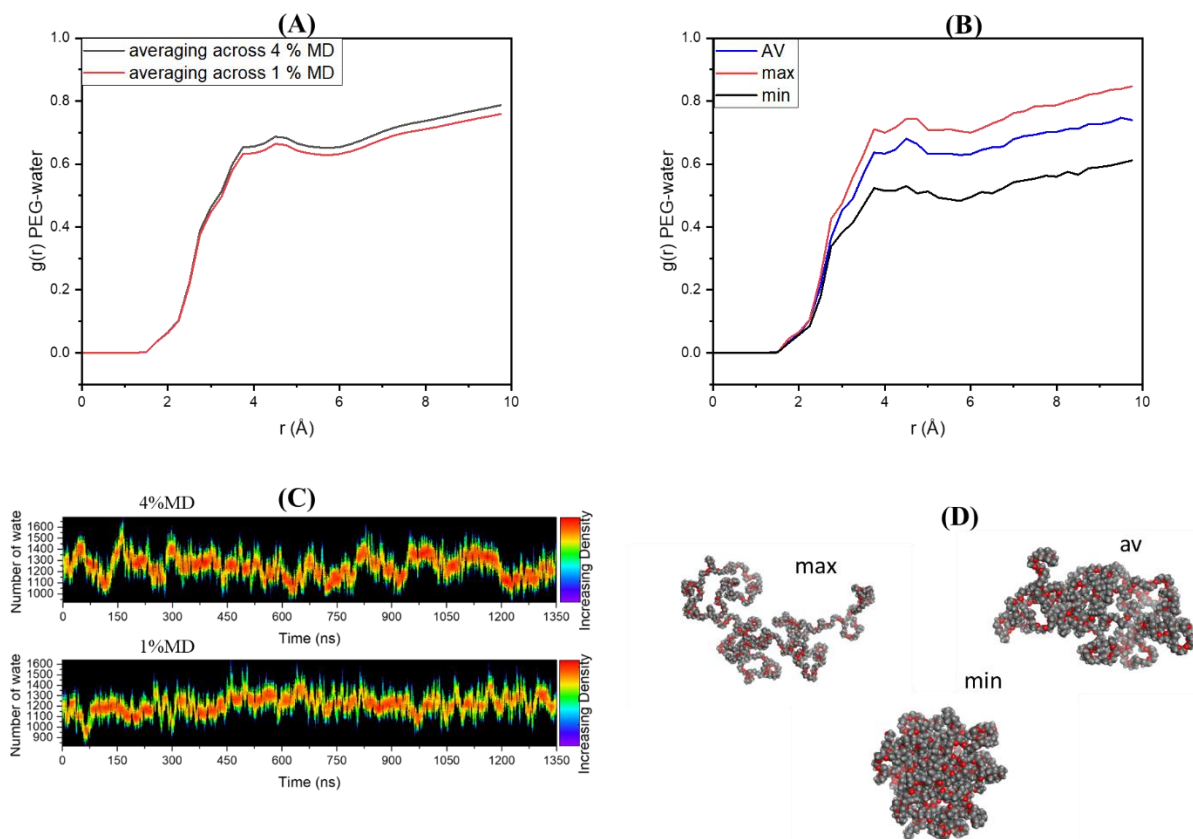 (A)
averaging across 4 % MD
averaging across 1 % MD
1.0
0.8
0.6
0.4
0.2
0.0
g(r) PEG-water
0 2 4 6 8 10
r (Å)
(B)
AV
max
min
1.0
0.8
0.6
0.4
0.2
0.0
g(r) PEG-water
0 2 4 6 8 10
r (Å)
(C)
4%MD
Number of wate
1600
1500
1400
1300
1200
1100
1000
0 150 300 450 600 750 900 1050 1200 1350
Time (ns)
Increasing Density
1%MD
Number of wate
1600
1500
1400
1300
1200
1100
1000
900
0 150 300 450 600 750 900 1050 1200 1350
Time (ns)
Increasing Density
(D)
max
av
min